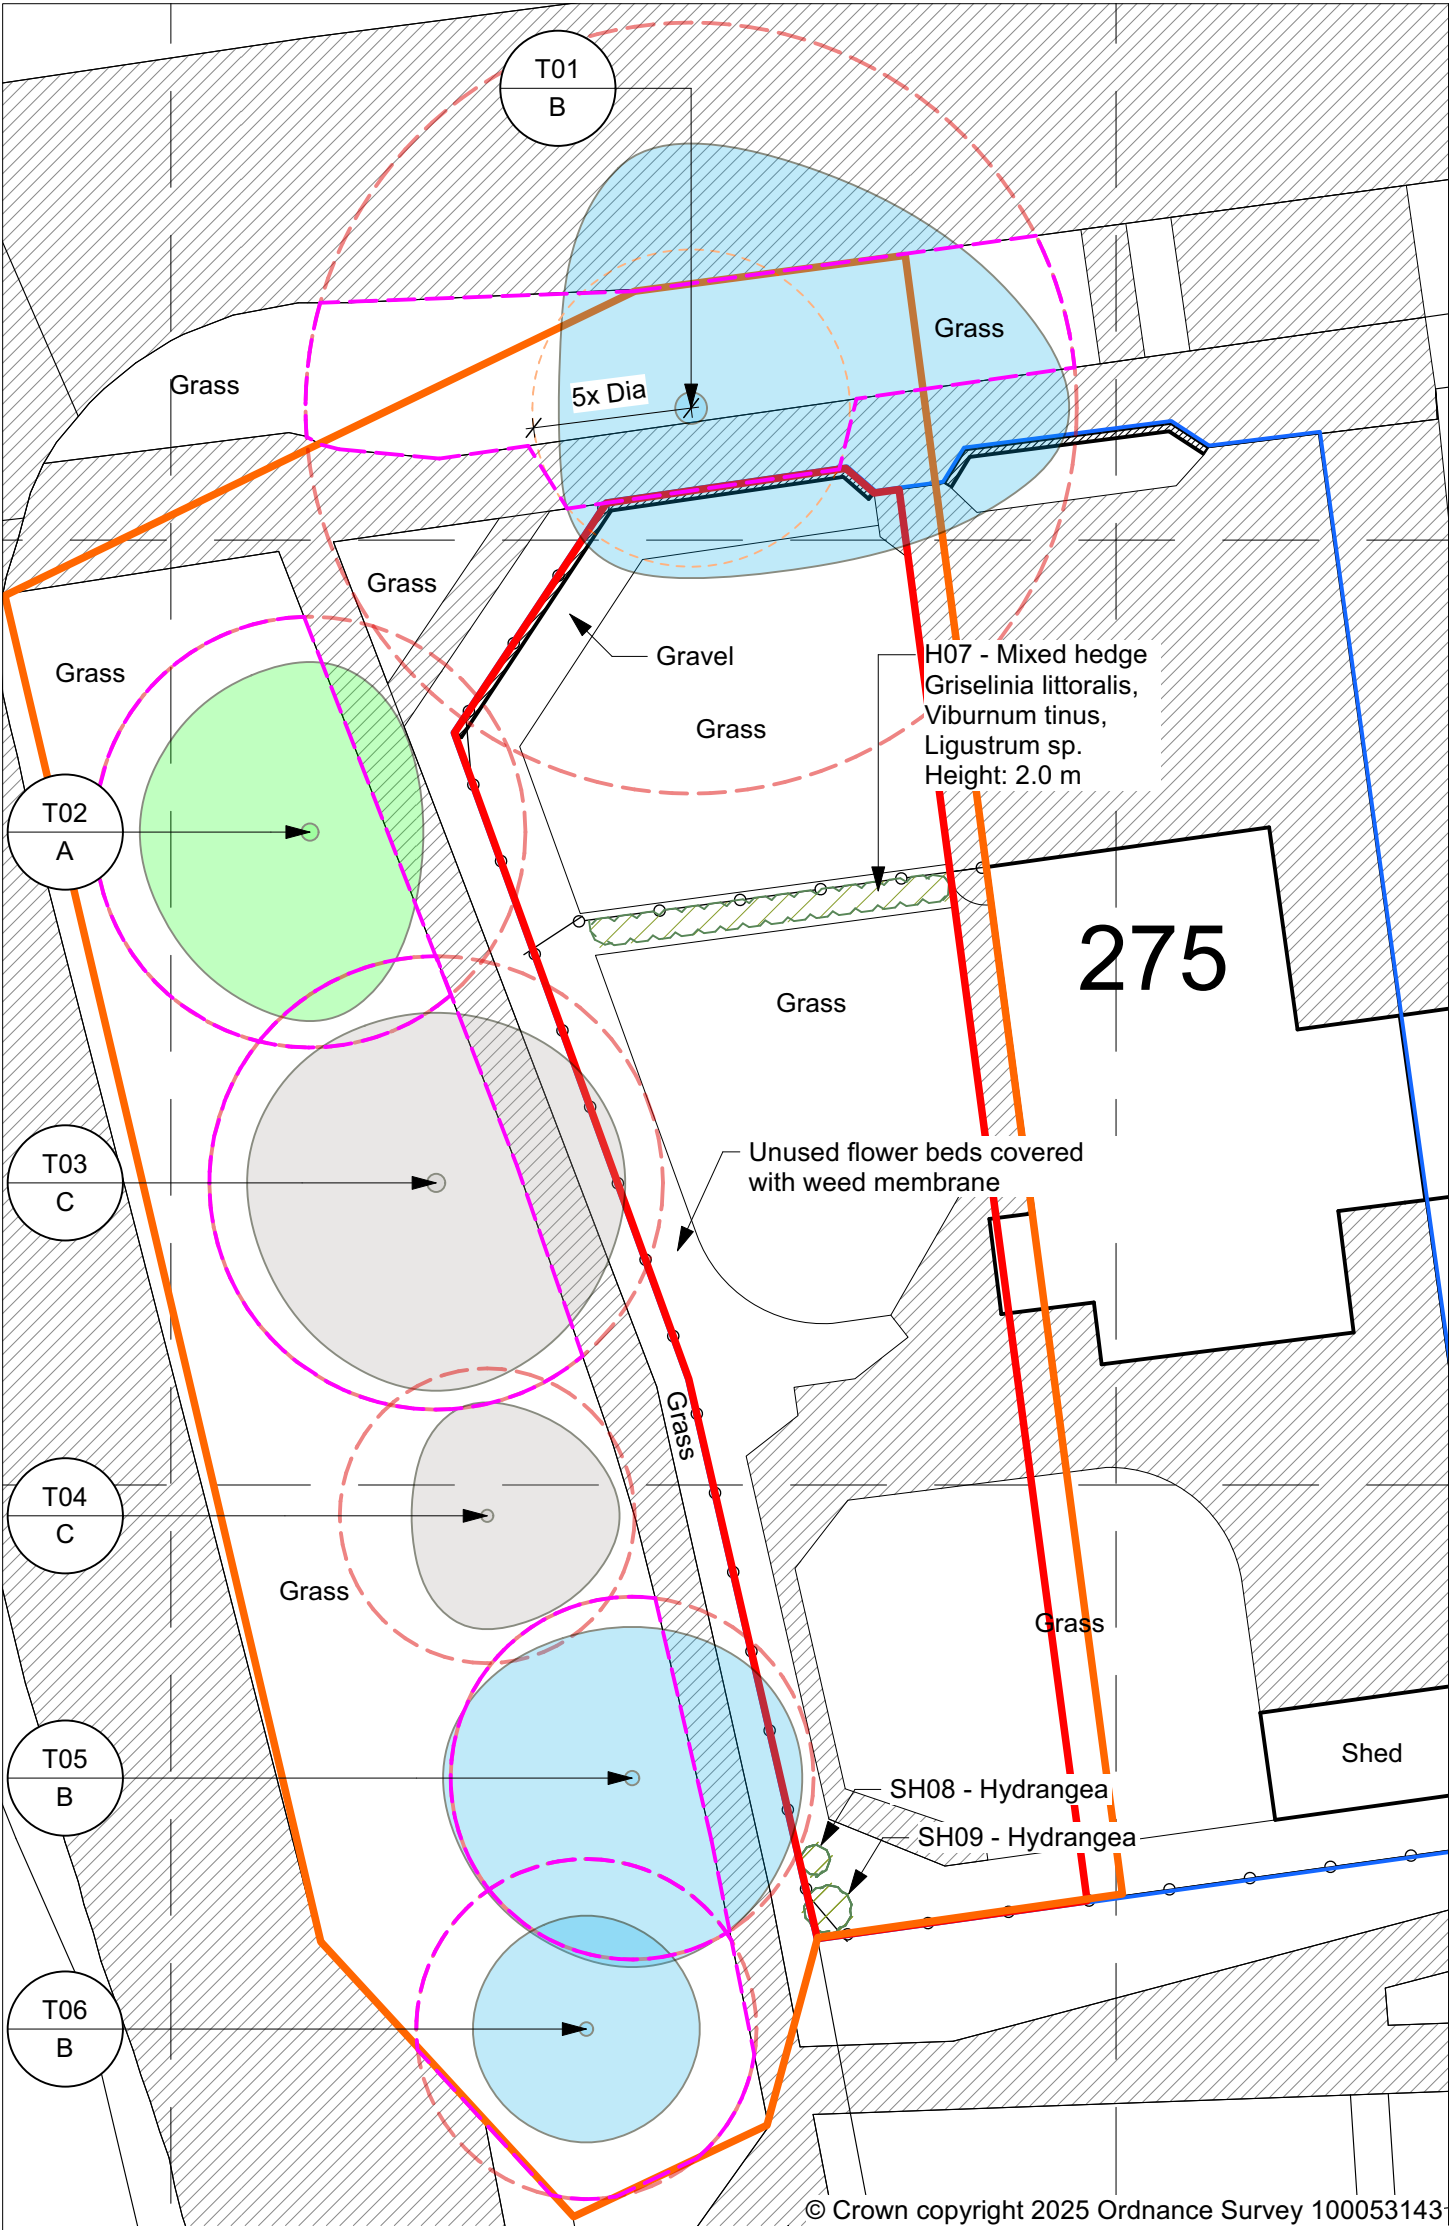 T01
B
5x Dia
Grass
Grass
Grass
Grass
Gravel
H07 - Mixed hedge
Griselinia littoralis,
Viburnum tinus,
Ligustrum sp.
Height: 2.0 m
Grass
T02
A
275
Grass
T03
C
Unused flower beds covered
with weed membrane
Grass
T04
C
Grass
Grass
T05
B
Shed
SH08 - Hydrangea
SH09 - Hydrangea
T06
B
© Crown copyright 2025 Ordnance Survey 100053143